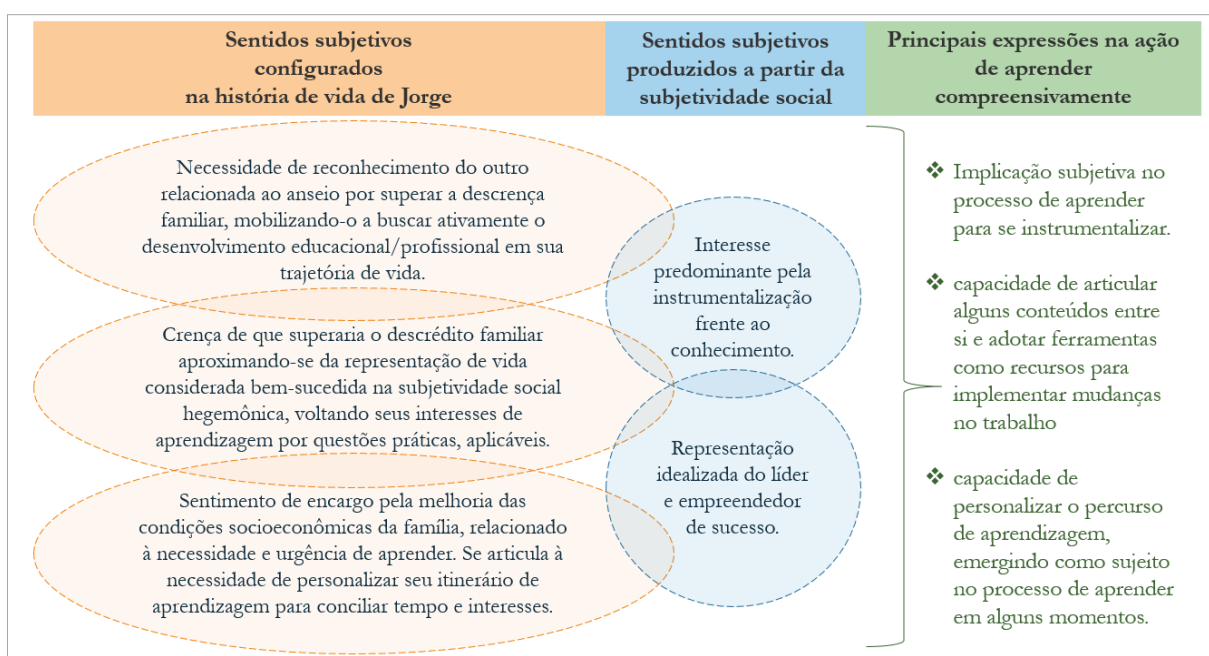 Sentidos subjetivos
configurados
na história de vida de Jorge
Sentidos subjetivos
produzidos a partir da
subjetividade social
Principais expressões na ação
de aprender
compreensivamente
Necessidade de reconhecimento do outro
relacionada ao anseio por superar a descrença
familiar, mobilizando-o a buscar ativamente o
desenvolvimento educacional/profissional em sua
trajetória de vida.
Crença de que superaria o descrédito familiar
aproximando-se da representação de vida
considerada bem-sucedida na subjetividade social
hegemônica, voltando seus interesses de
aprendizagem por questões práticas, aplicáveis.
Sentimento de encargo pela melhoria das
condições socioeconômicas da família, relacionado
à necessidade e urgência de aprender. Se articula à
necessidade de personalizar seu itinerário de
aprendizagem para conciliar tempo e interesses.
Interesse
predominante pela
instrumentalização
frente ao
conhecimento.
Representação
idealizada do líder
e empreendedor
de sucesso.
❖ Implicação subjetiva no
processo de aprender
para se instrumentalizar.
❖ capacidade de articular
alguns conteúdos entre
si e adotar ferramentas
como recursos para
implementar mudanças
no trabalho
❖ capacidade de
personalizar o percurso
de aprendizagem,
emergindo como sujeito
no processo de aprender
em alguns momentos.